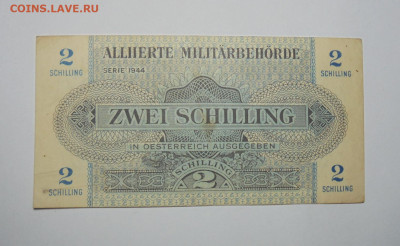 COINS.LAVE.RU
2 ALLIIERTE MILITÄRBEHÖRDE 2
SCHILLING SERIE 1944 SCHILLING
ZWEI SCHILLING
IN OESTERREICH AUSGEGEBEN
2 SCHILLING 2
SCHILLING 2 SCHILLING